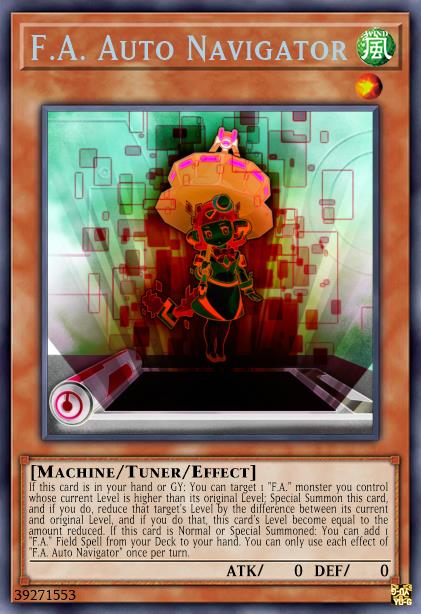 F.A. Auto Navigator
WIND
風
[Machine/Tuner/Effect]
If this card is in your hand or GY: You can target 1 "F.A." monster you control
whose current Level is higher than its original Level; Special Summon this card,
and if you do, reduce that target's Level by the difference between its current
and original Level, and if you do that, this card's Level become equal to the
amount reduced. If this card is Normal or Special Summoned: You can add 1
"F.A." Field Spell from your Deck to your hand. You can only use each effect of
"F.A. Auto Navigator" once per turn.
ATK/ 0 DEF/ 0
39271553